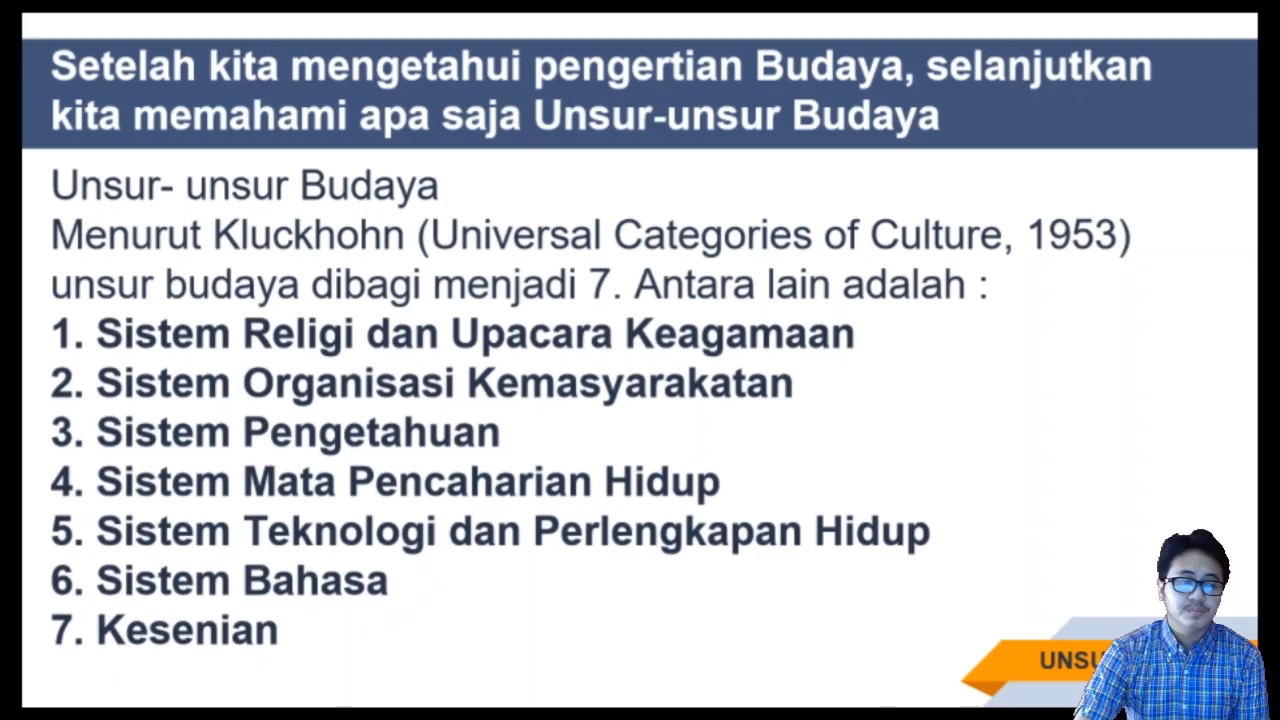 Setelah kita mengetahui pengertian Budaya, selanjutkan
kita memahami apa saja Unsur-unsur Budaya
Unsur- unsur Budaya
Menurut Kluckhohn (Universal Categories of Culture, 1953)
unsur budaya dibagi menjadi 7. Antara lain adalah :
1. Sistem Religi dan Upacara Keagamaan
2. Sistem Organisasi Kemasyarakatan
3. Sistem Pengetahuan
4. Sistem Mata Pencaharian Hidup
5. Sistem Teknologi dan Perlengkapan Hidup
6. Sistem Bahasa
7. Kesenian